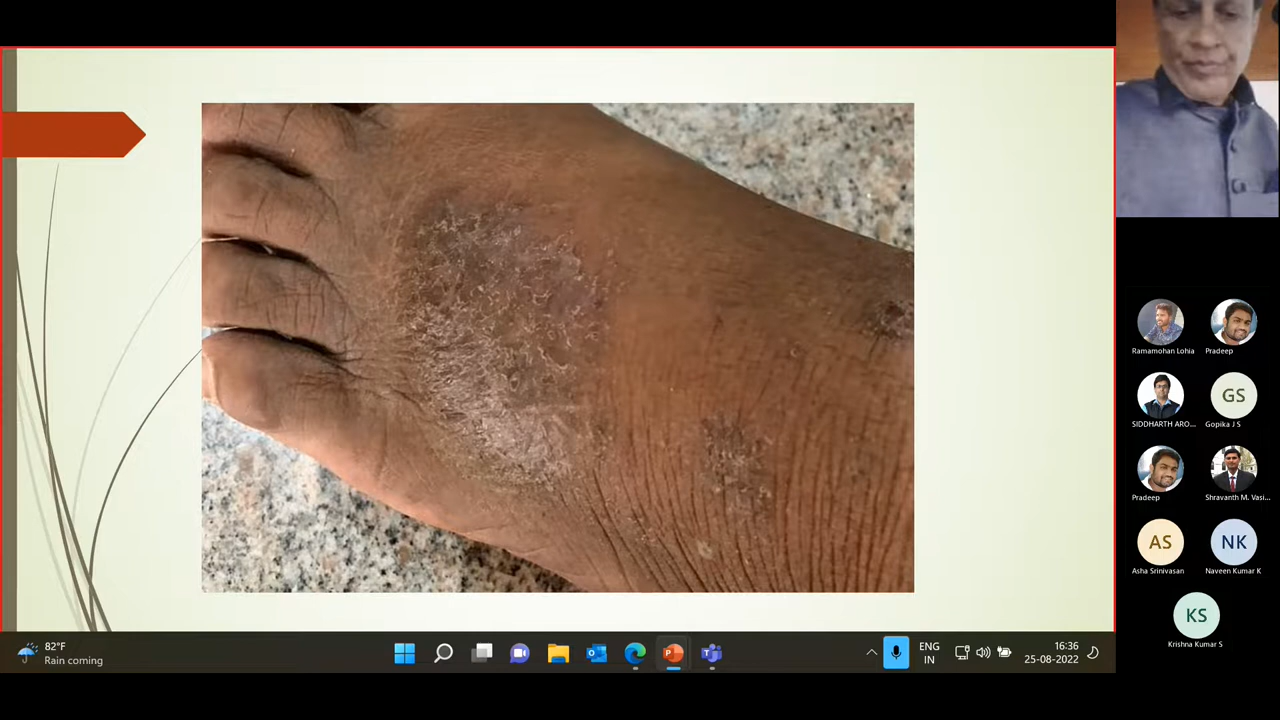 Ramamohan Lohia
Pradeep
SIDDHARTH ARO...
GS
Gopika J S
Pradeep
Shravanth M. Vasi...
AS
Asha Srinivasan
NK
Naveen Kumar K
KS
Krishna Kumar S
82°F
Rain coming
ENG
IN
16:36
25-08-2022